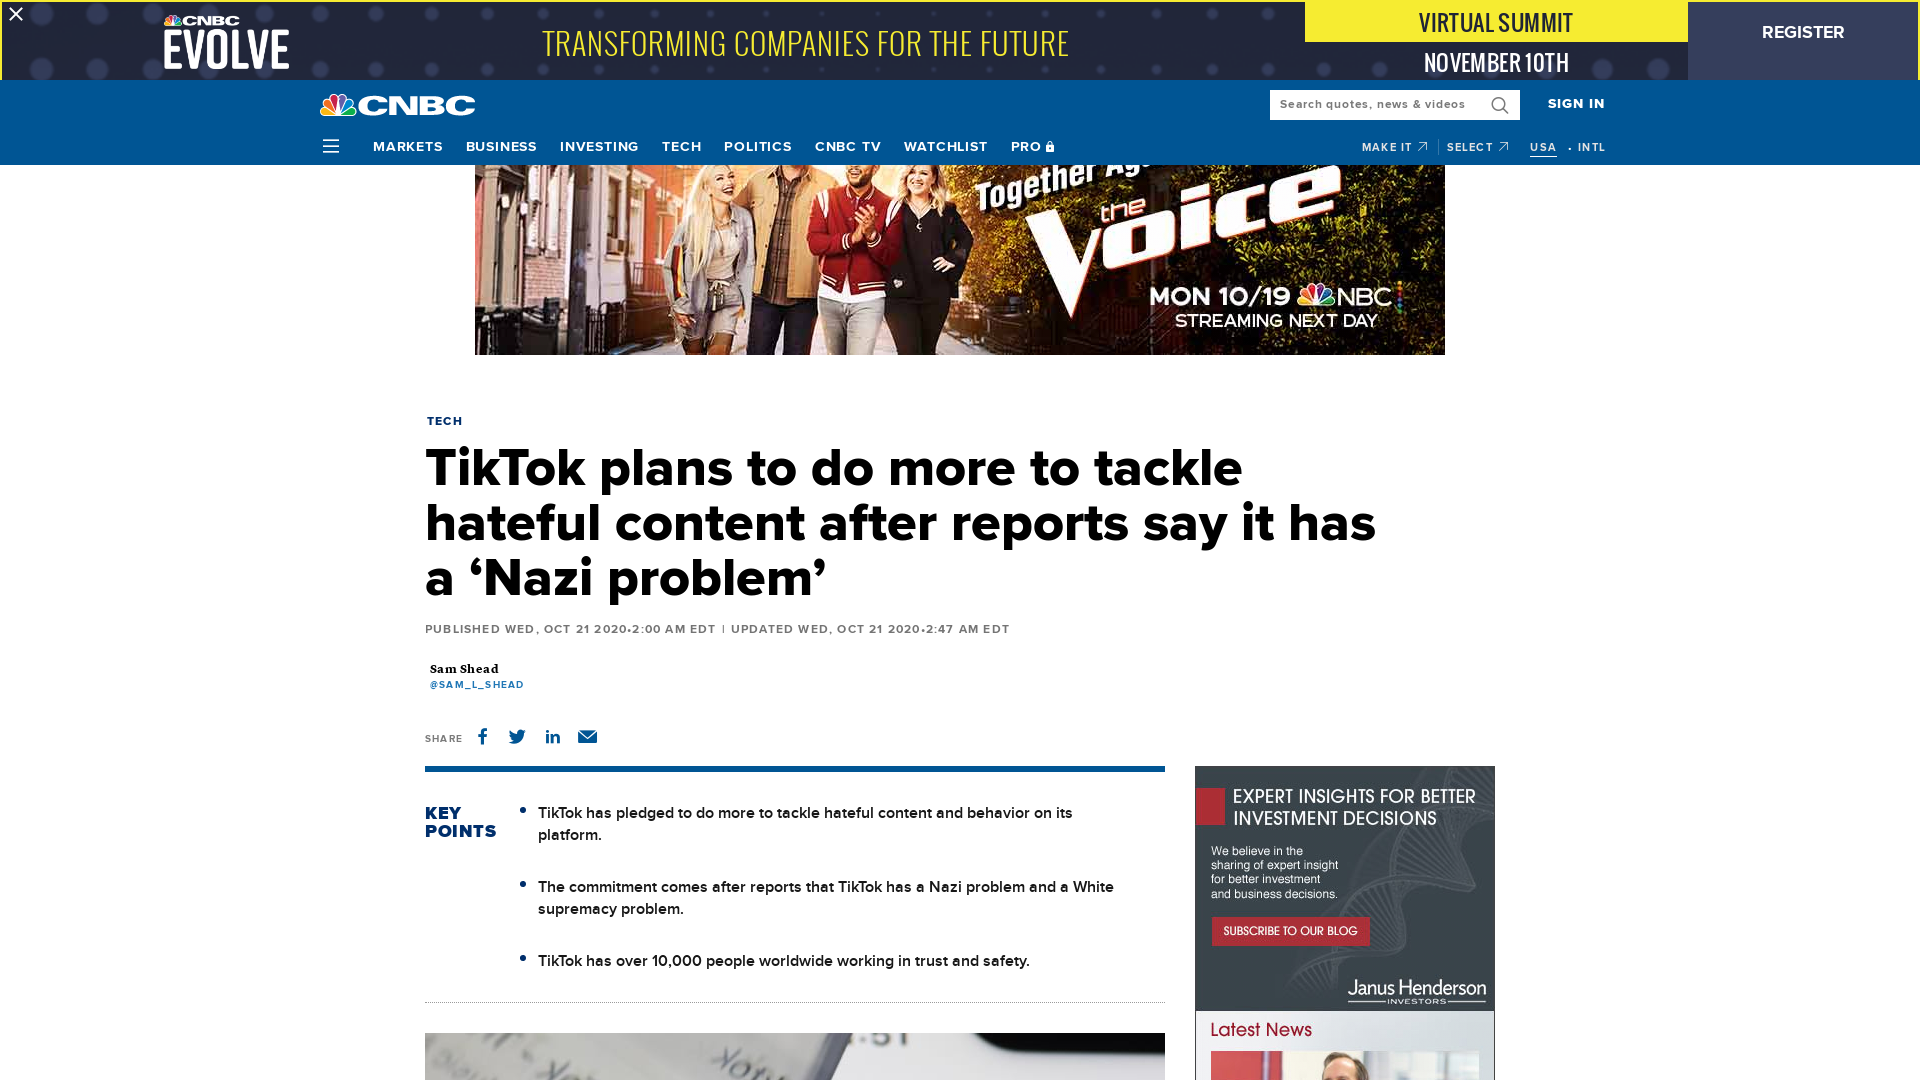 CNBC
EVOLVE
TRANSFORMING COMPANIES FOR THE FUTURE
VIRTUAL SUMMIT
NOVEMBER 10TH
REGISTER
CNBC
Search quotes, news & videos
SIGN IN
MARKETS BUSINESS INVESTING TECH POLITICS CNBC TV WATCHLIST PRO
MAKE IT SELECT USA • INTL
Together
the
Voice
MON 10/19 NBC
STREAMING NEXT DAY
TECH
TikTok plans to do more to tackle
hateful content after reports say it has
a ‘Nazi problem’
PUBLISHED WED, OCT 21 2020•2:00 AM EDT | UPDATED WED, OCT 21 2020•2:47 AM EDT
Sam Shead
@SAM_L_SHEAD
SHARE
KEY
POINTS
TikTok has pledged to do more to tackle hateful content and behavior on its
platform.
The commitment comes after reports that TikTok has a Nazi problem and a White
supremacy problem.
TikTok has over 10,000 people worldwide working in trust and safety.
EXPERT INSIGHTS FOR BETTER
INVESTMENT DECISIONS
We believe in the
sharing of expert insight
for better investment
and business decisions.
SUBSCRIBE TO OUR BLOG
Janus Henderson
INVESTORS
Latest News